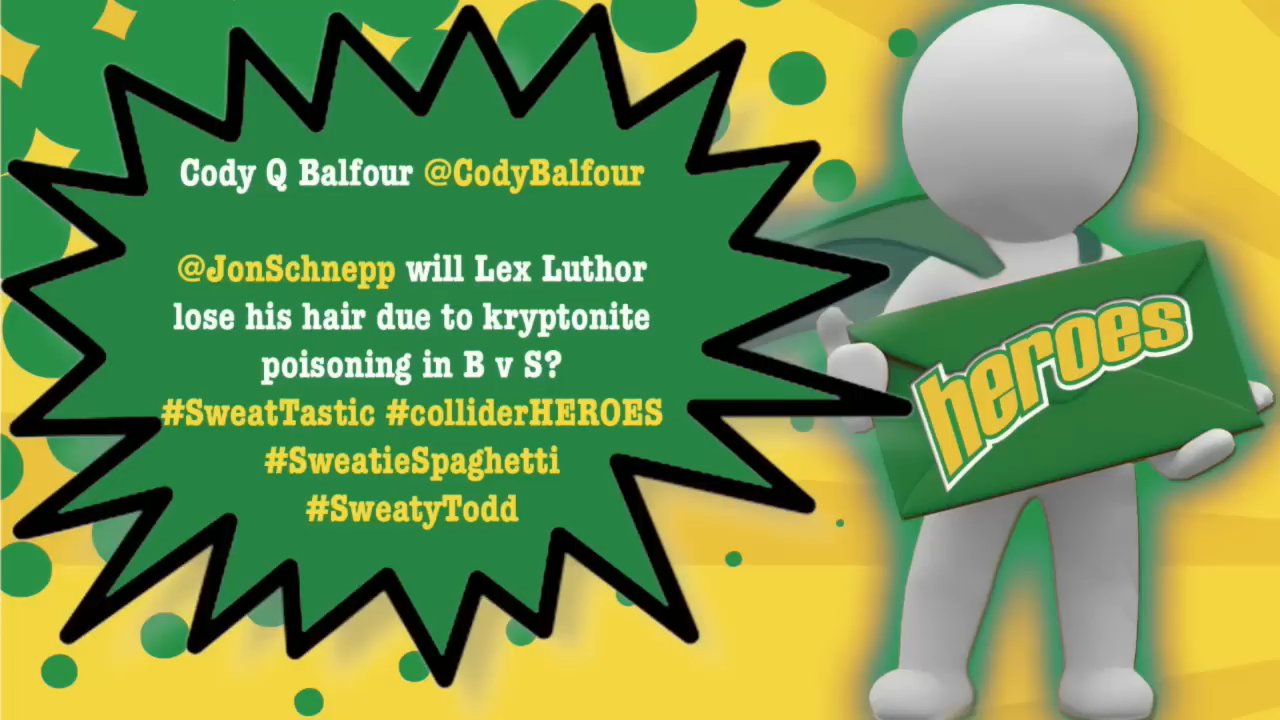 Cody Q Balfour @CodyBalfour
@JonSchnepp will Lex Luthor
lose his hair due to kryptonite
poisoning in B v S?
#SweatTastic #colliderHEROES
#SweatieSpaghetti
#SweatyTodd
heroes